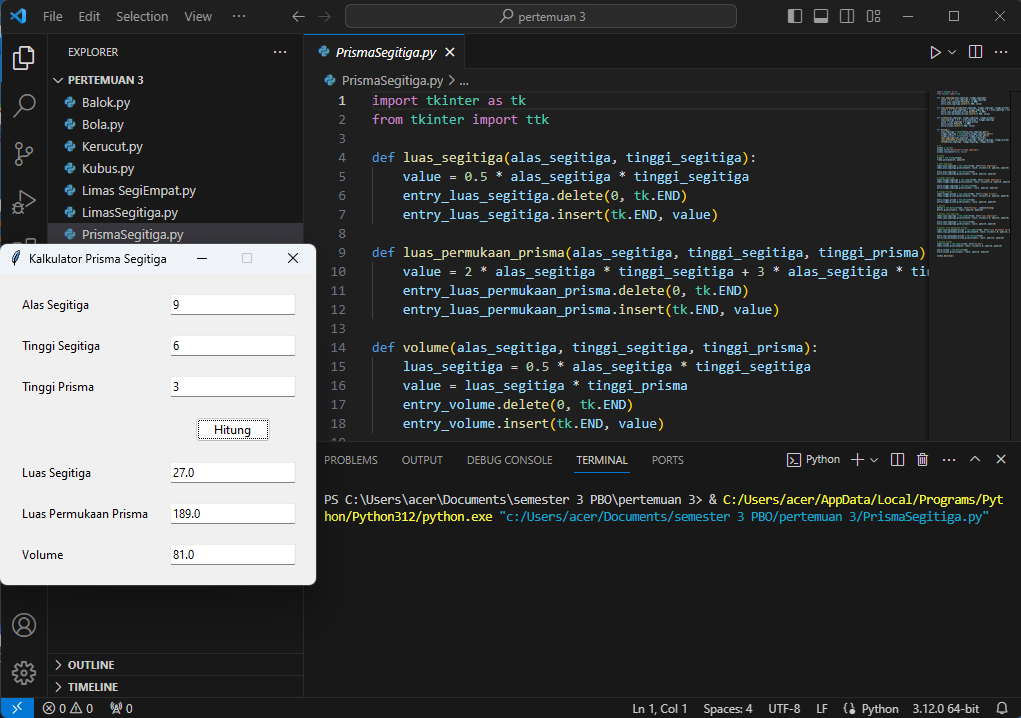 File Edit Selection View ··· pertemuan 3
EXPLORER ···
PERTEMUAN 3
Balok.py
Bola.py
Kerucut.py
Kubus.py
Limas SegiEmpat.py
LimasSegitiga.py
PrismaSegitiga.py
PrismaSegitiga.py
PrismaSegitiga.py > ...
1 import tkinter as tk
2 from tkinter import ttk
3
4 def luas_segitiga(alas_segitiga, tinggi_segitiga):
5 value = 0.5 * alas_segitiga * tinggi_segitiga
6 entry_luas_segitiga.delete(0, tk.END)
7 entry_luas_segitiga.insert(tk.END, value)
8
9 def luas_permukaan_prisma(alas_segitiga, tinggi_segitiga, tinggi_prisma)
10 value = 2 * alas_segitiga * tinggi_segitiga + 3 * alas_segitiga * ti
11 entry_luas_permukaan_prisma.delete(0, tk.END)
12 entry_luas_permukaan_prisma.insert(tk.END, value)
13
14 def volume(alas_segitiga, tinggi_segitiga, tinggi_prisma):
15 luas_segitiga = 0.5 * alas_segitiga * tinggi_segitiga
16 value = luas_segitiga * tinggi_prisma
17 entry_volume.delete(0, tk.END)
18 entry_volume.insert(tk.END, value)
Kalkulator Prisma Segitiga
Alas Segitiga 9
Tinggi Segitiga 6
Tinggi Prisma 3
Hitung
Luas Segitiga 27.0
Luas Permukaan Prisma 189.0
Volume 81.0
PROBLEMS OUTPUT DEBUG CONSOLE TERMINAL PORTS Python
PS C:\Users\acer\Documents\semester 3 PBO\pertemuan 3> & C:/Users/acer/AppData/Local/Programs/Pyt
hon/Python312/python.exe "c:/Users/acer/Documents/semester 3 PBO/pertemuan 3/PrismaSegitiga.py"
OUTLINE
TIMELINE
0 0 0 Ln 1, Col 1 Spaces: 4 UTF-8 LF Python 3.12.0 64-bit